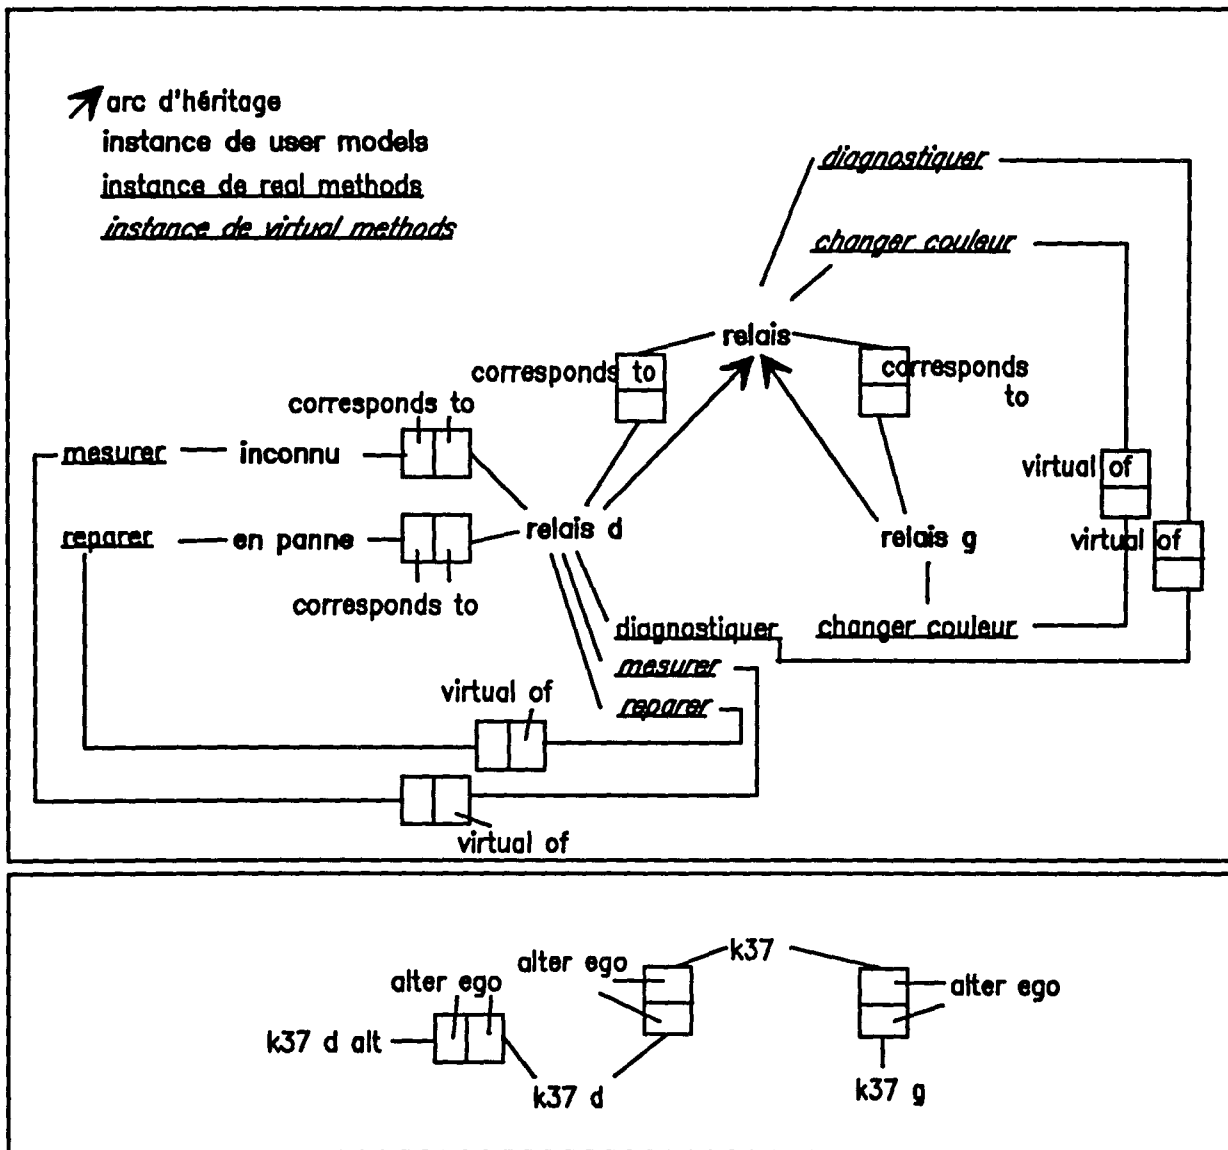 arc d'héritage
instance de user models
instance de real methods
instance de virtual methods
diagnostiquer
changer couleur
relais
corresponds to
corresponds
to
corresponds to
mesurer
inconnu
virtual of
reparer
en panne
relais d
relais g
virtual of
corresponds to
diagnostiquer
changer couleur
mesurer
virtual of
reparer
virtual of
k37
alter ego
alter ego
alter ego
k37 d alt
k37 d
k37 g